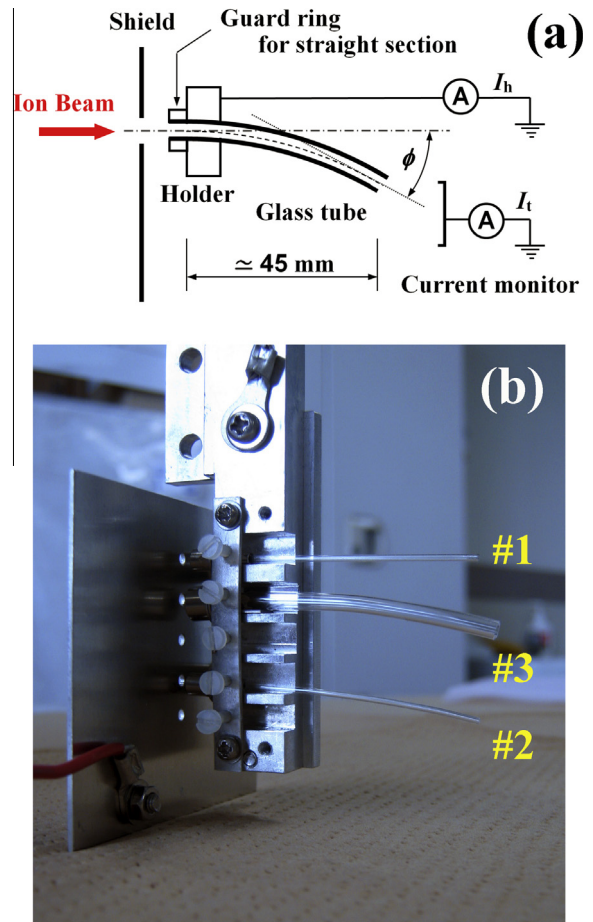 (a)
Shield
Guard ring
for straight section
Ion Beam
A
I_h
ϕ
Holder
Glass tube
A
I_t
≃ 45 mm
Current monitor
(b)
#1
#3
#2